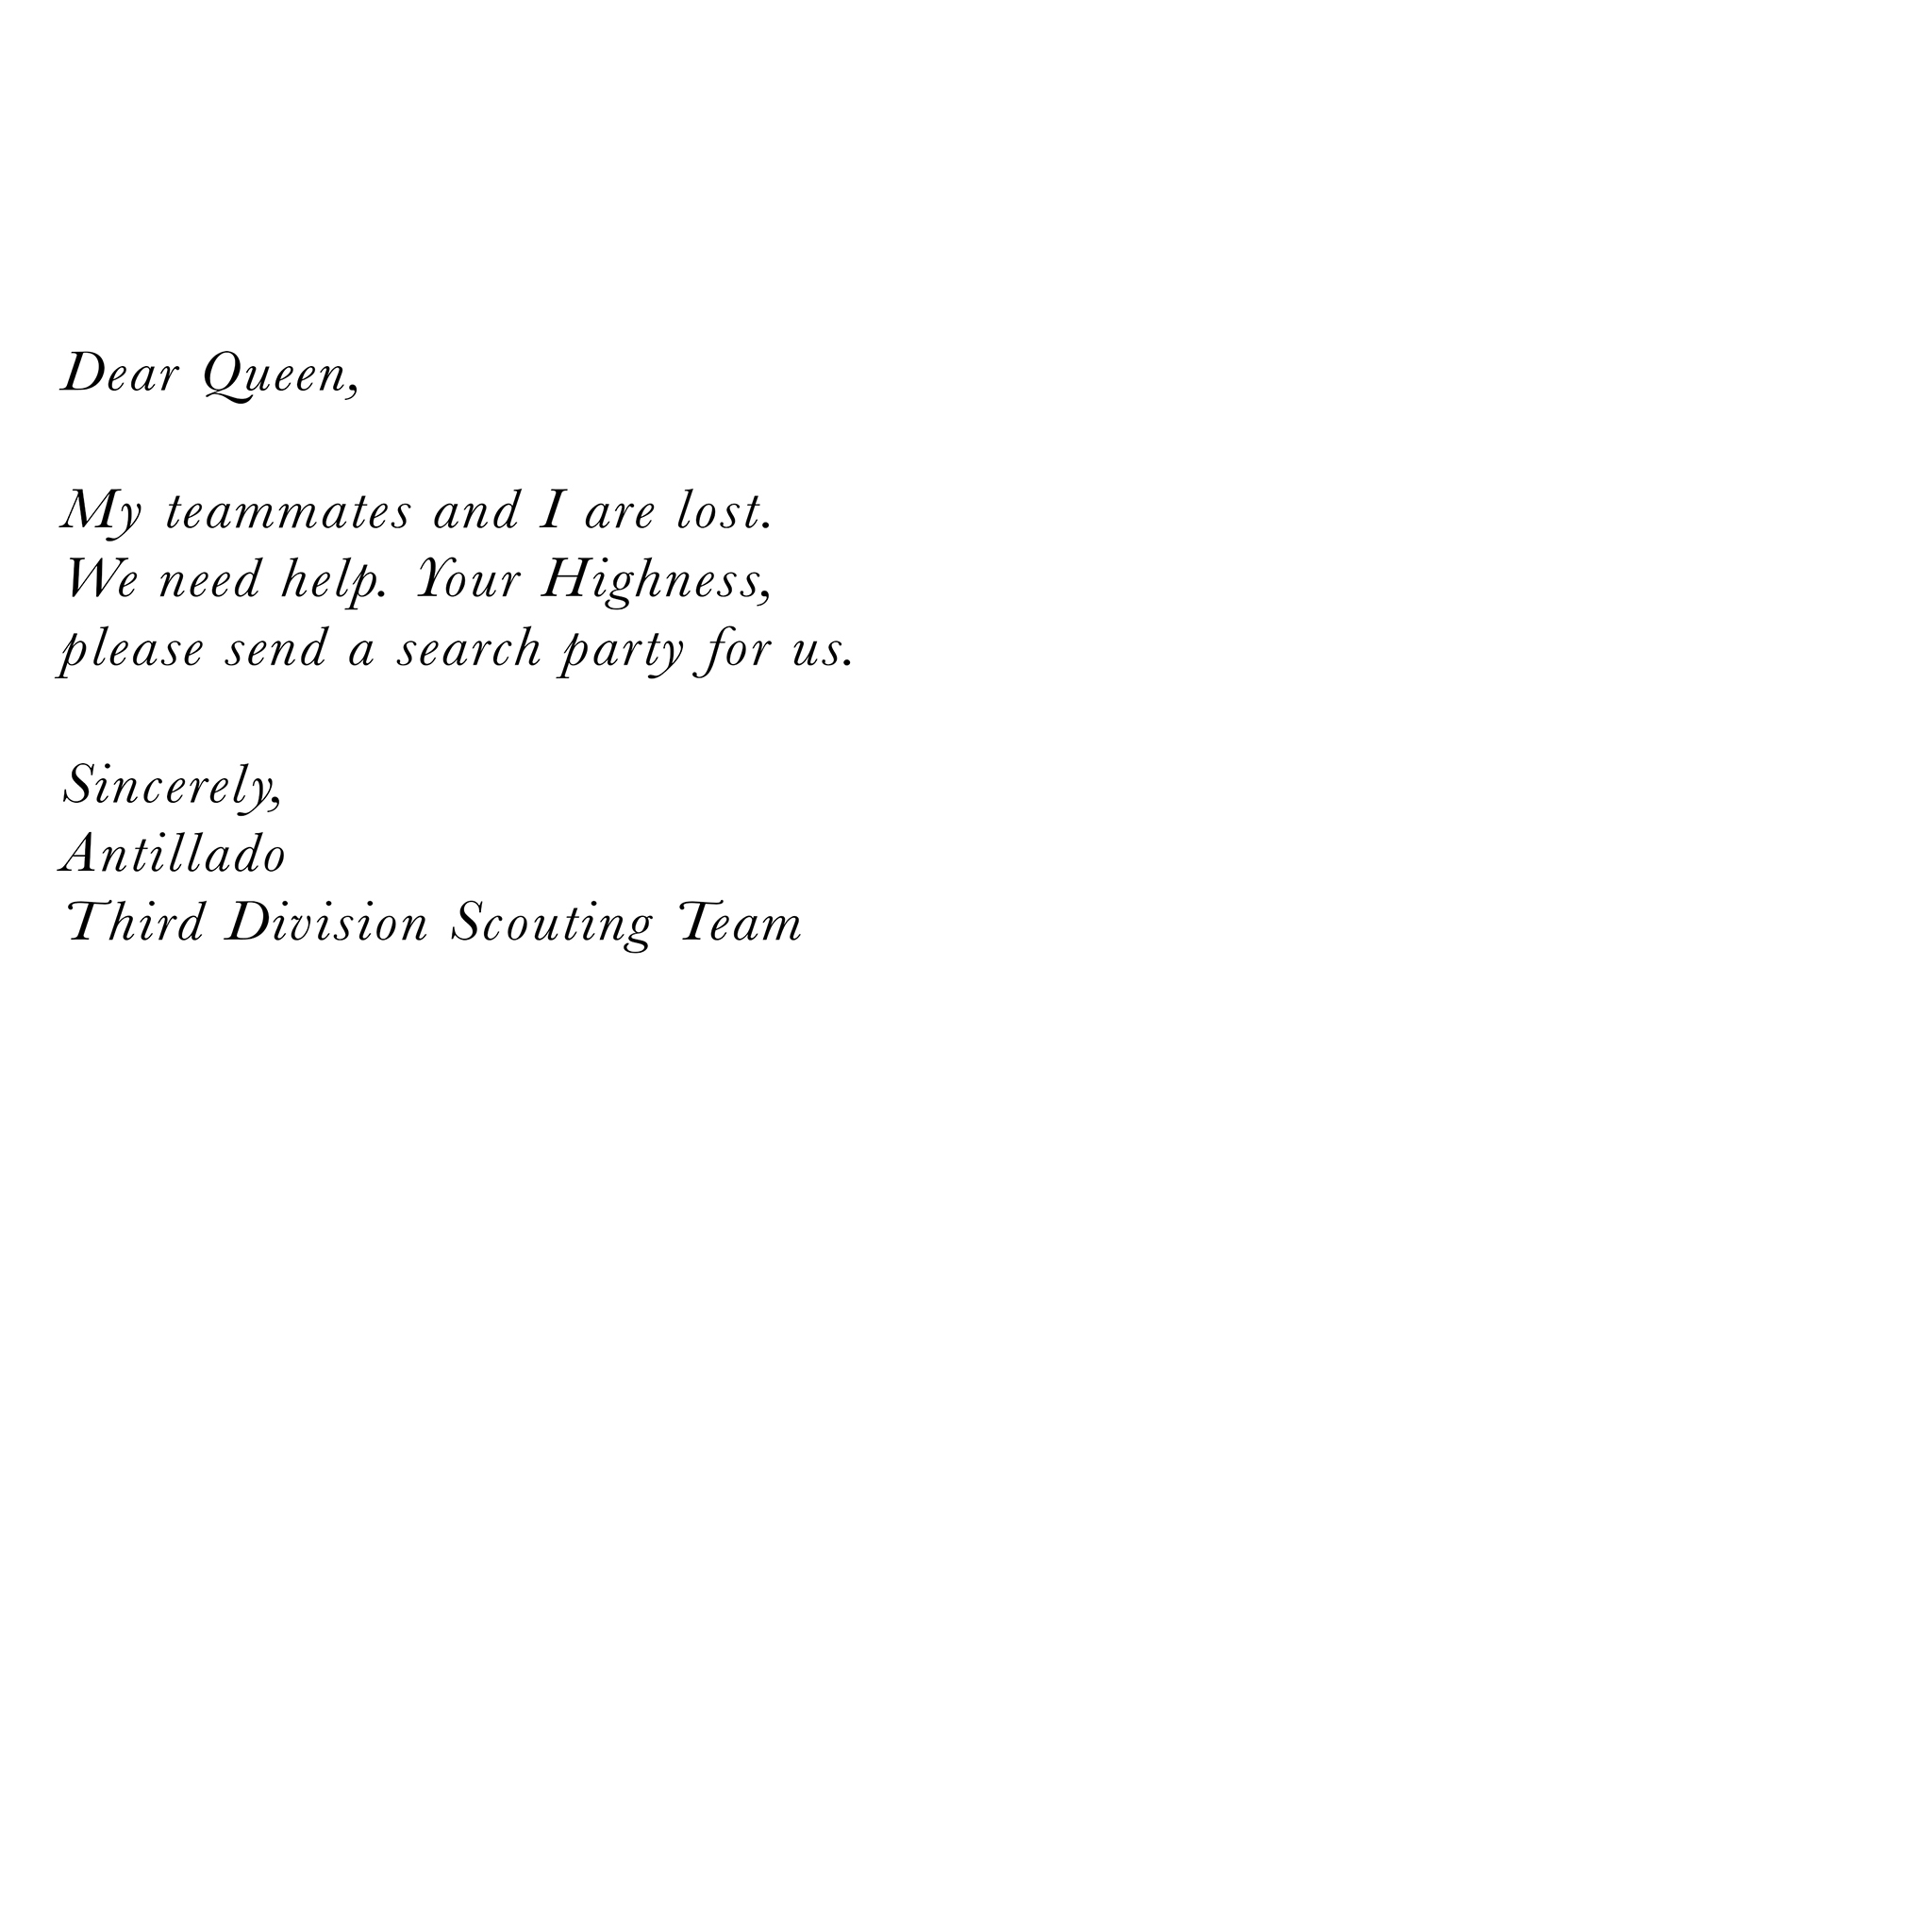 Dear Queen,
My teammates and I are lost.
We need help. Your Highness,
please send a search party for us.
Sincerely,
Antillado
Third Division Scouting Team